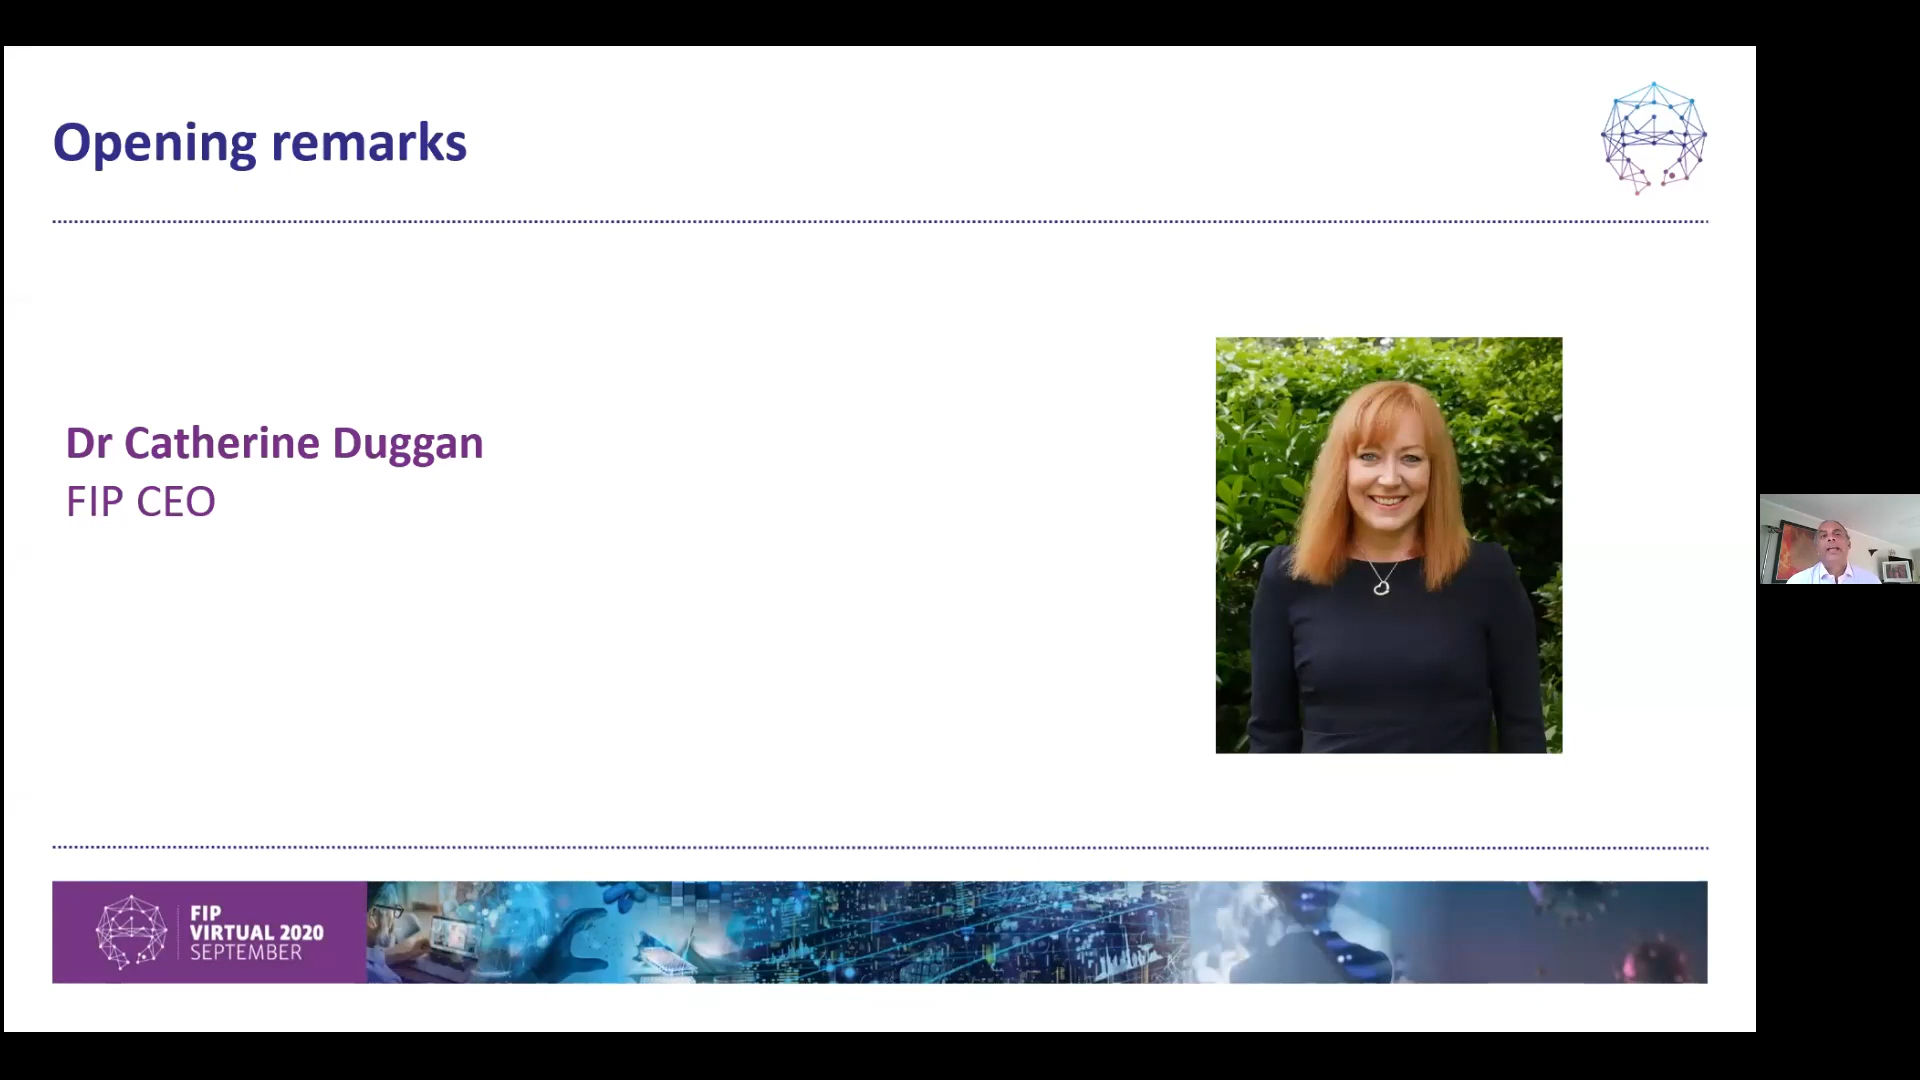 Opening remarks
Dr Catherine Duggan
FIP CEO
FIP
VIRTUAL 2020
SEPTEMBER